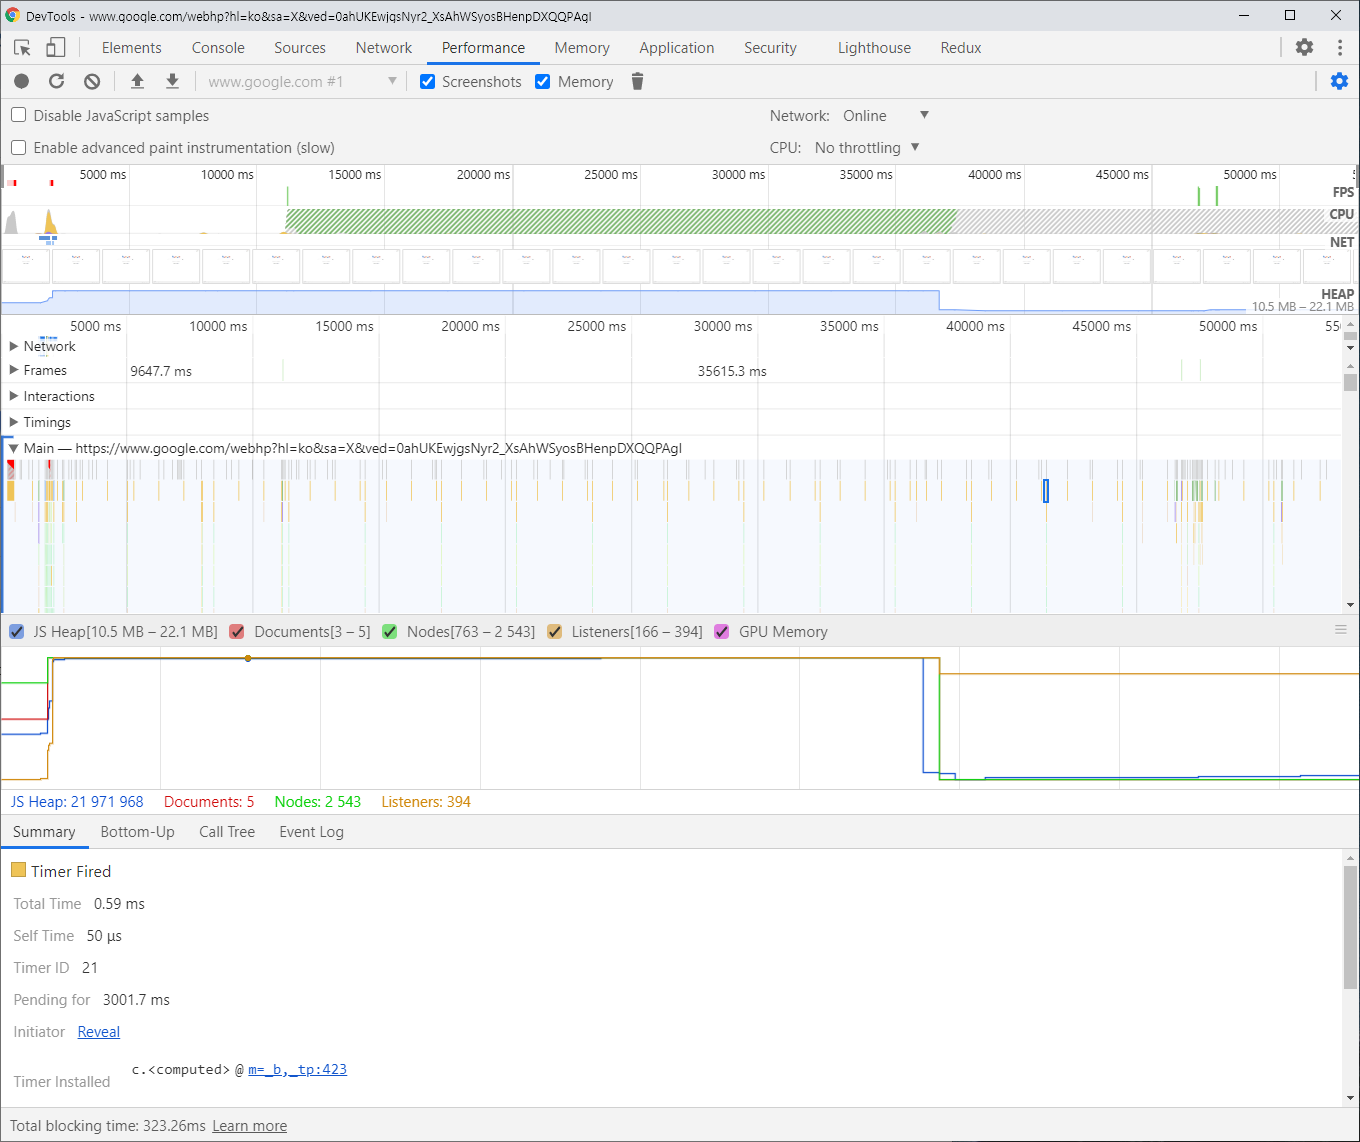 DevTools - www.google.com/webhp?hl=ko&sa=X&ved=0ahUKEwjgsNyr2_XsAhWSyosBHenpDXQQPAgI
Elements Console Sources Network Performance Memory Application Security Lighthouse Redux
www.google.com #1 Screenshots Memory
Disable JavaScript samples Network: Online
Enable advanced paint instrumentation (slow) CPU: No throttling
5000 ms 10000 ms 15000 ms 20000 ms 25000 ms 30000 ms 35000 ms 40000 ms 45000 ms 50000 ms
FPS
CPU
NET
HEAP
10.5 MB – 22.1 MB
5000 ms 10000 ms 15000 ms 20000 ms 25000 ms 30000 ms 35000 ms 40000 ms 45000 ms 50000 ms 55
Network
Frames 9647.7 ms 35615.3 ms
Interactions
Timings
Main — https://www.google.com/webhp?hl=ko&sa=X&ved=0ahUKEwjgsNyr2_XsAhWSyosBHenpDXQQPAgI
JS Heap[10.5 MB – 22.1 MB] Documents[3 – 5] Nodes[763 – 2 543] Listeners[166 – 394] GPU Memory
JS Heap: 21 971 968 Documents: 5 Nodes: 2 543 Listeners: 394
Summary Bottom-Up Call Tree Event Log
Timer Fired
Total Time 0.59 ms
Self Time 50 μs
Timer ID 21
Pending for 3001.7 ms
Initiator Reveal
c.<computed> @ m=_b,_tp:423
Timer Installed
Total blocking time: 323.26ms Learn more